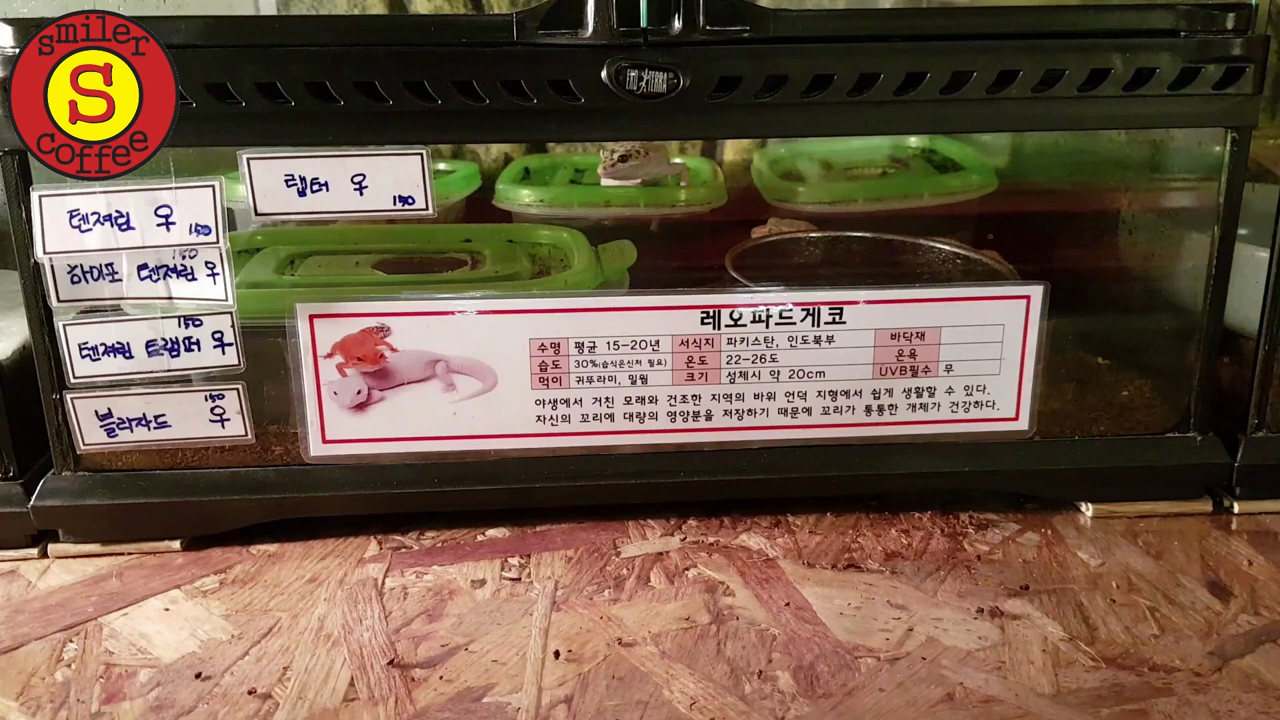 smiler
S
coffee
EXO TERRA
랩터 우
150
텐져린 우
150
150
하이포 텐져린 우
150
텐져린 트램퍼 우
150
블리자드 우
레오파드게코
수명 평균 15-20년 서식지 파키스탄, 인도북부 바닥재
습도 30%(습식은신처 필요) 온도 22-26도 온욕
먹이 귀뚜라미, 밀웜 크기 성체시 약 20cm UVB필수 무
야생에서 거친 모래와 건조한 지역의 바위 언덕 지형에서 쉽게 생활할 수 있다.
자신의 꼬리에 대량의 영양분을 저장하기 때문에 꼬리가 통통한 개체가 건강하다.